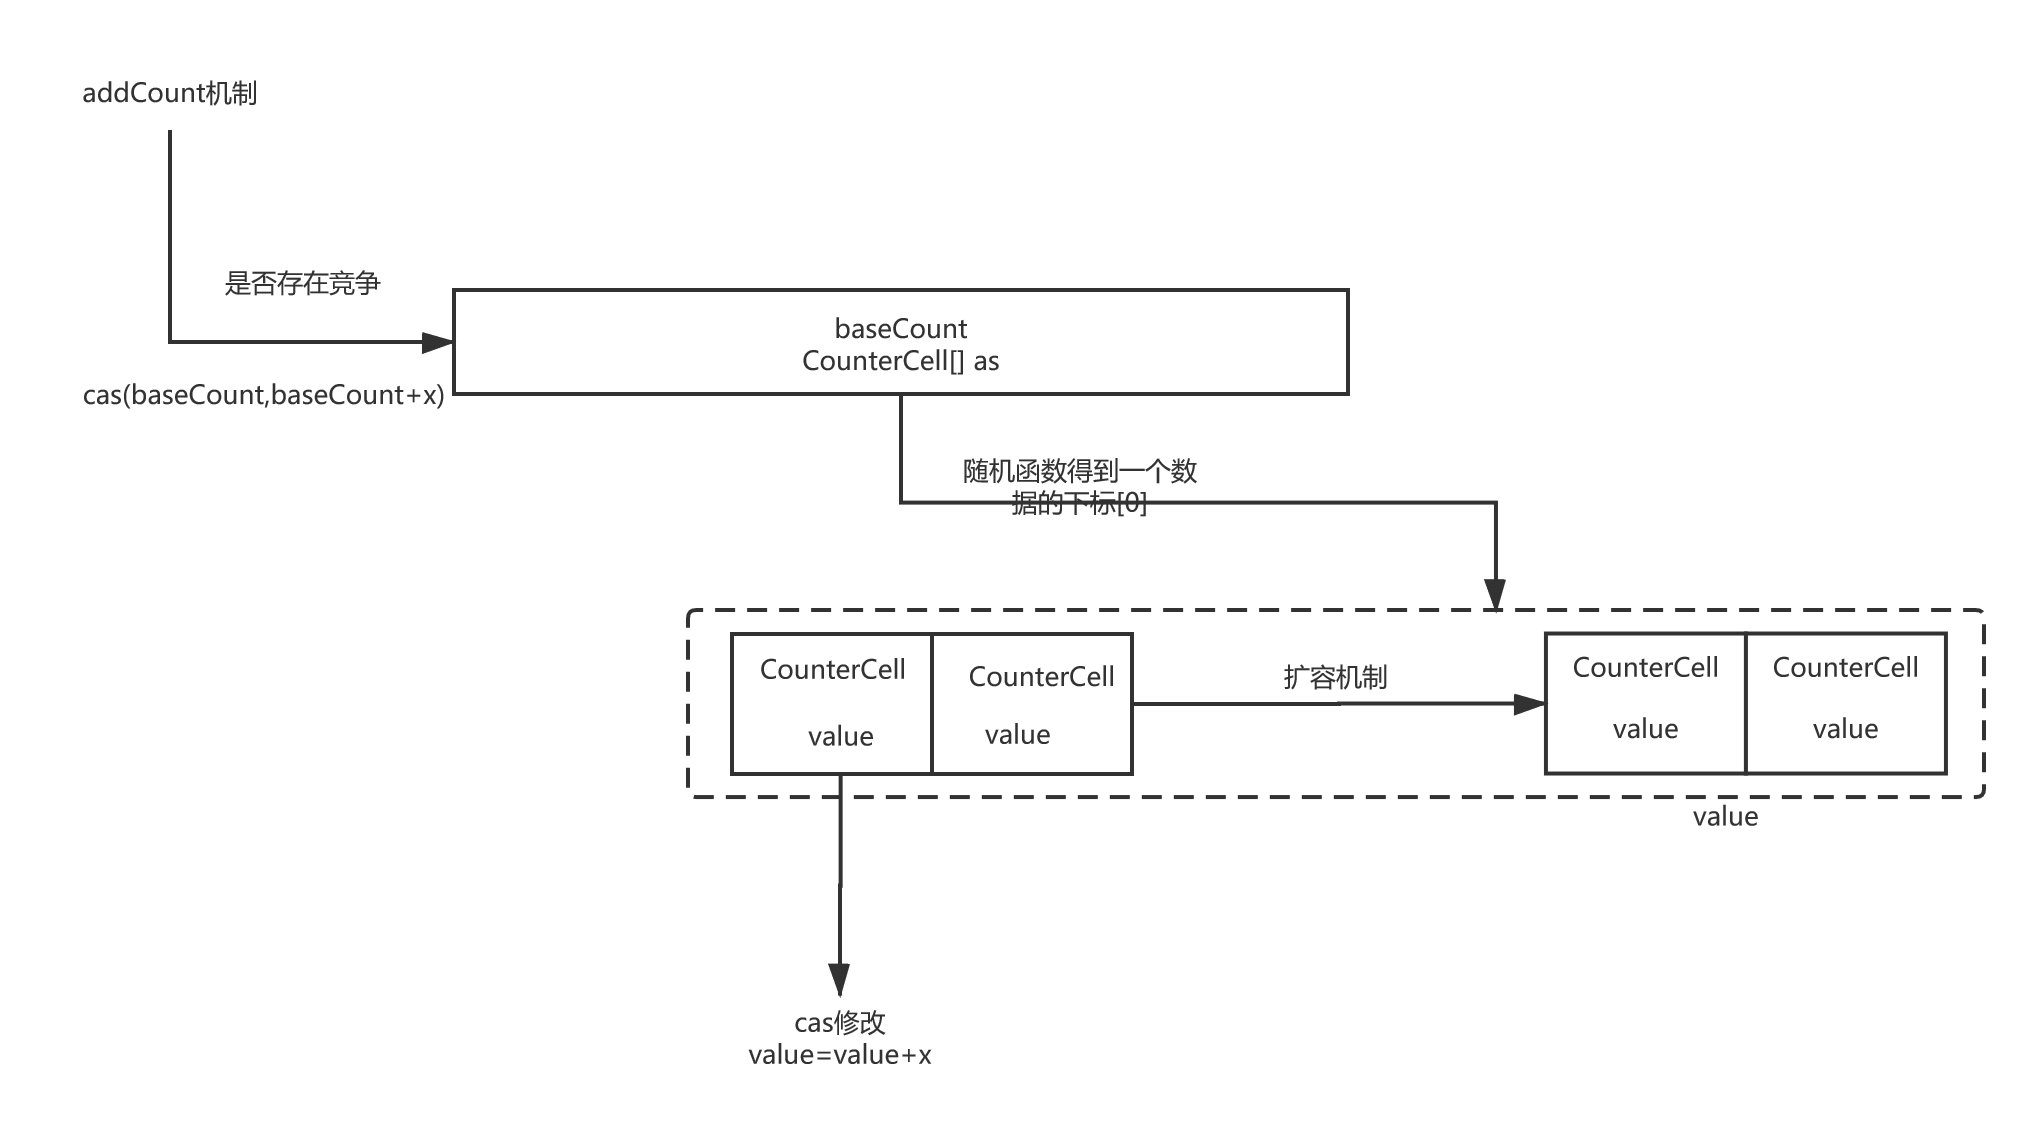 addCount机制
是否存在竞争
baseCount
CounterCell[] as
cas(baseCount,baseCount+x)
随机函数得到一个数
据的下标[0]
CounterCell
value
CounterCell
value
扩容机制
CounterCell
value
CounterCell
value
value
cas修改
value=value+x